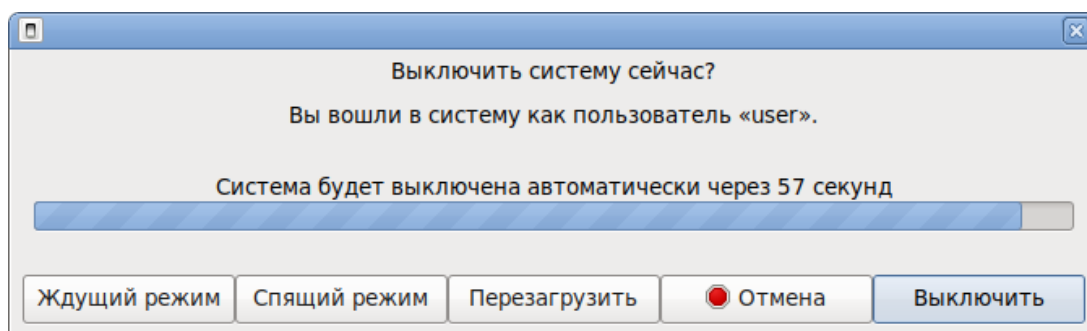 Выключить систему сейчас?
Вы вошли в систему как пользователь «user».
Система будет выключена автоматически через 57 секунд
Ждущий режим Спящий режим Перезагрузить Отмена Выключить